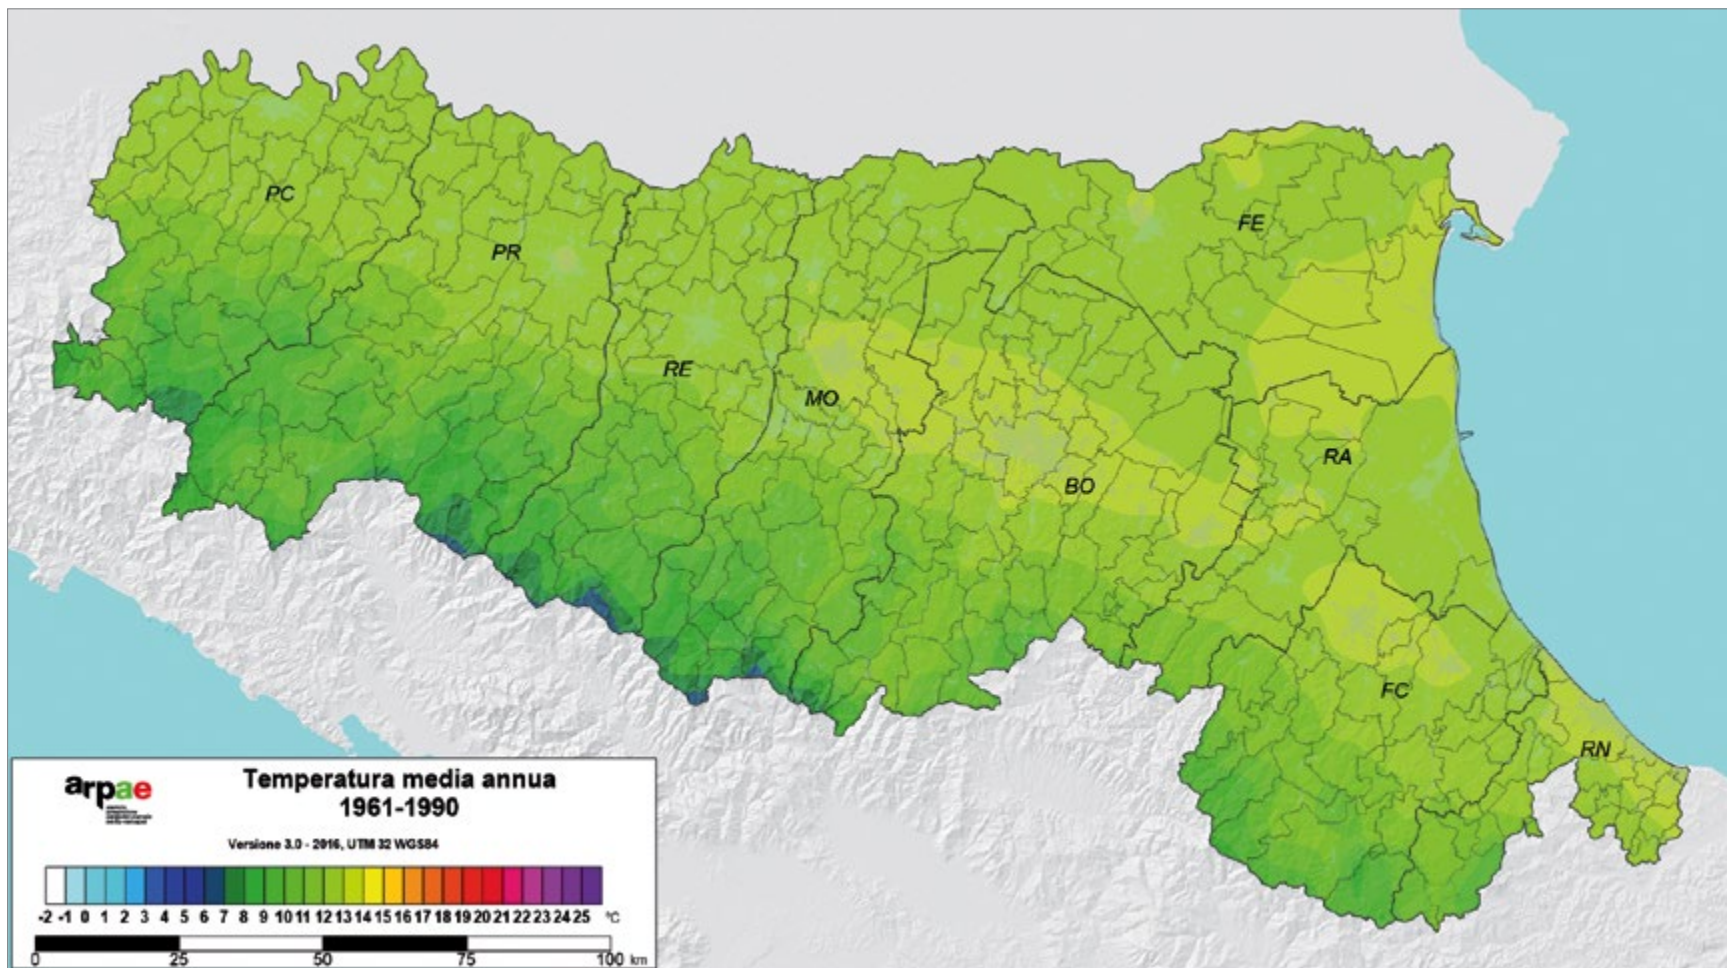 PC
PR
FE
RE
MO
RA
BO
FC
RN
arpae
Temperatura media annua
1961-1990
Versione 3.0 - 2016, UTM 32 WGS84
-2 -1 0 1 2 3 4 5 6 7 8 9 10 11 12 13 14 15 16 17 18 19 20 21 22 23 24 25 °C
0 25 50 75 100 km